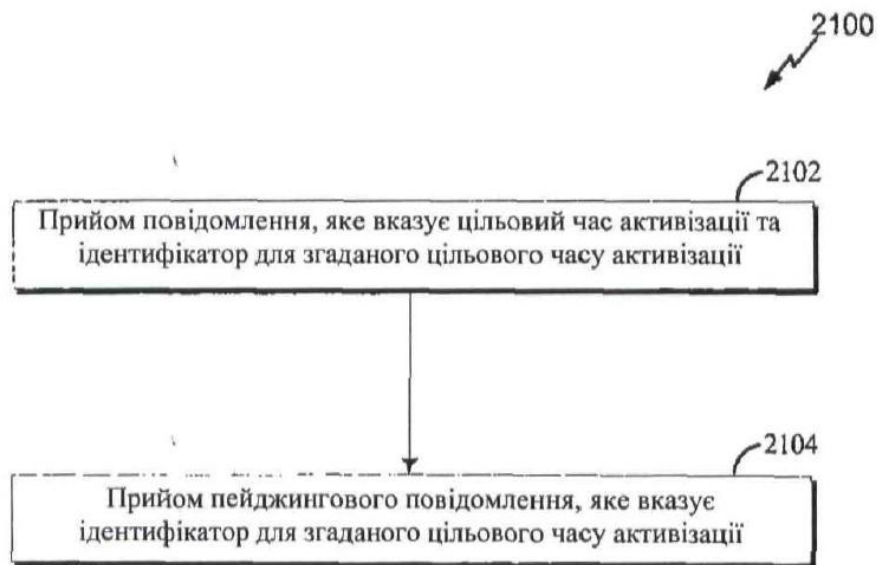 2100
2102
Прийом повідомлення, яке вказує цільовий час активізації та
ідентифікатор для згаданого цільового часу активізації
2104
Прийом пейджингового повідомлення, яке вказує
ідентифікатор для згаданого цільового часу активізації